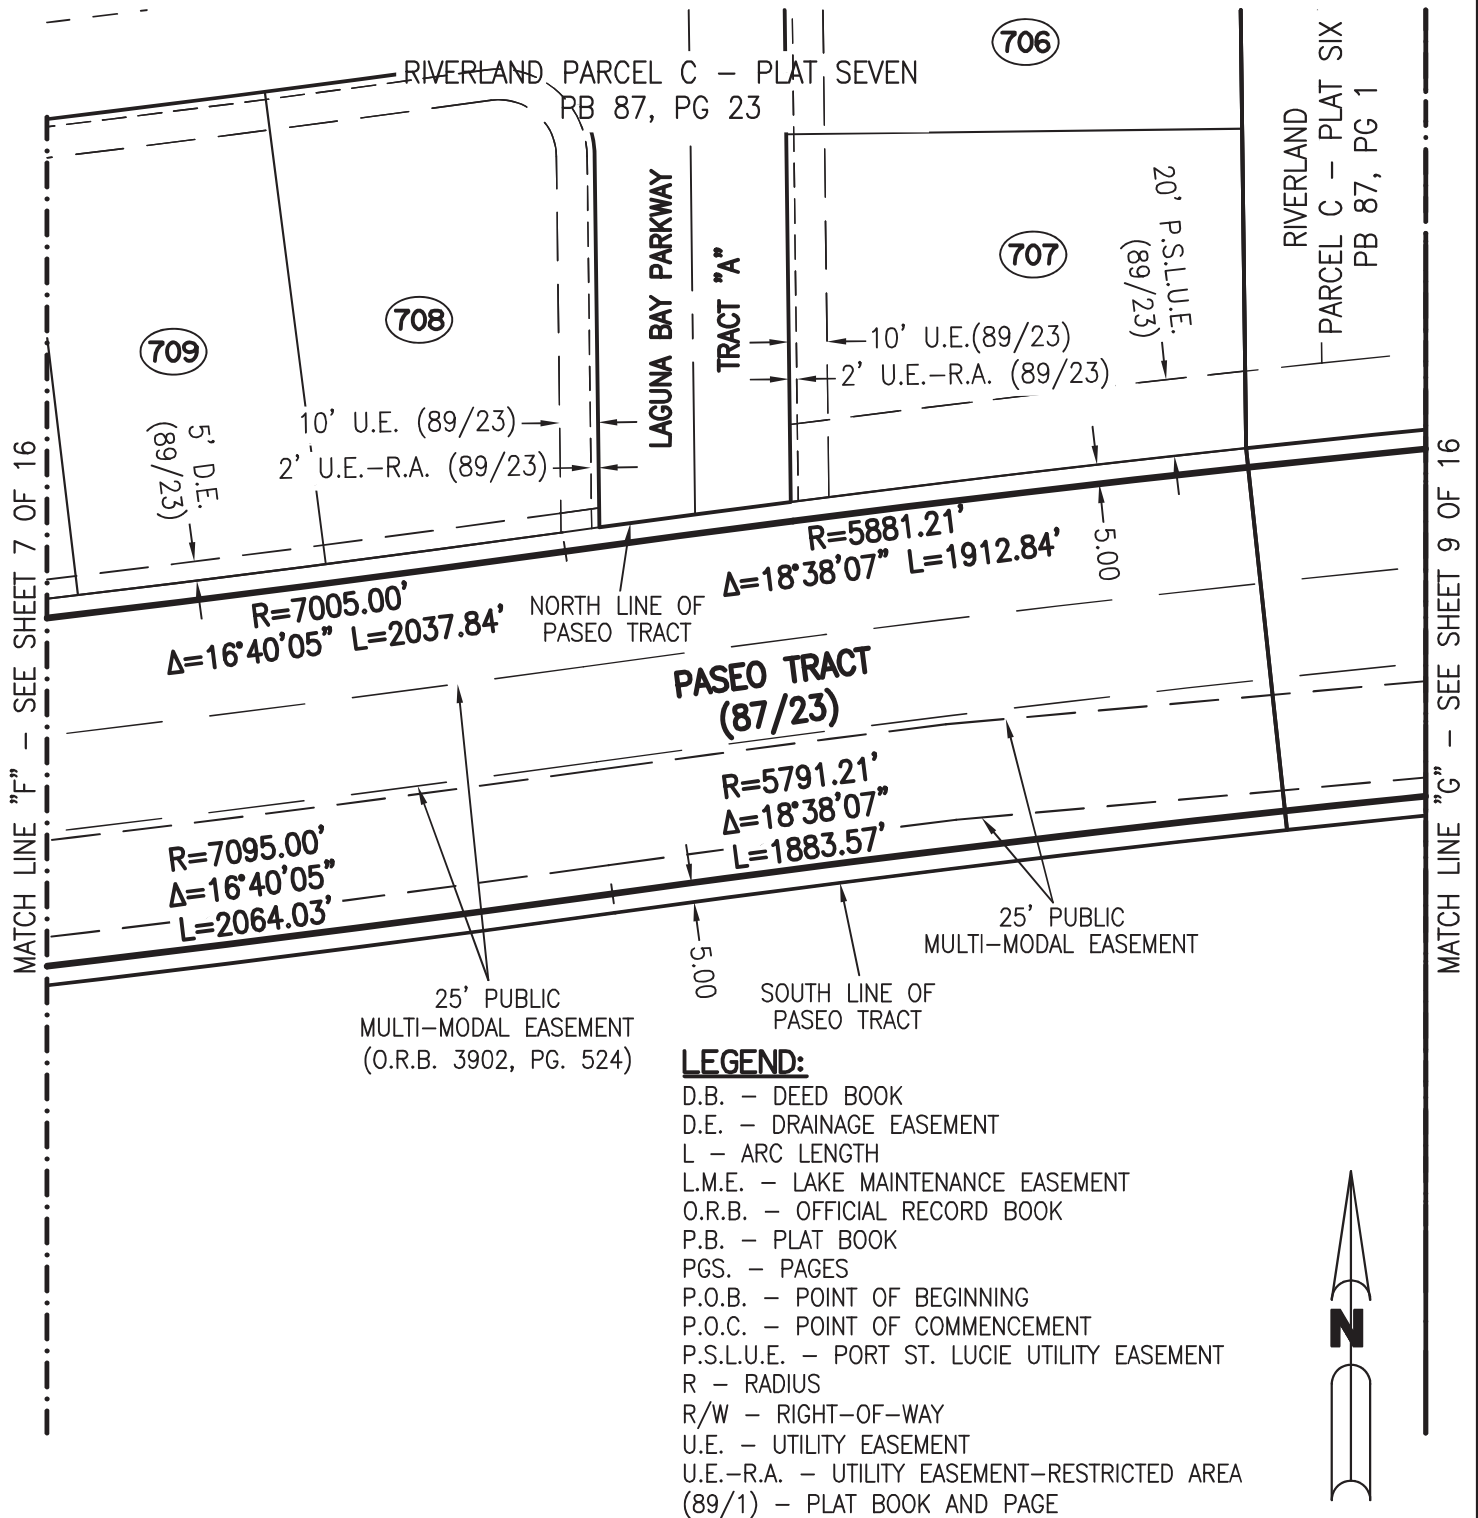 RIVERLAND PARCEL C - PLAT SEVEN
PB 87, PG 23
706
RIVERLAND
PARCEL C - PLAT SIX
PB 87, PG 1
709
708
LAGUNA BAY PARKWAY
TRACT "A"
707
20' P.S.L.U.E.
(89/23)
10' U.E.(89/23)
2' U.E.-R.A. (89/23)
10' U.E. (89/23)
2' U.E.-R.A. (89/23)
5' D.E.
(89/23)
MATCH LINE "F" - SEE SHEET 7 OF 16
MATCH LINE "G" - SEE SHEET 9 OF 16
R=5881.21'
Δ=18°38'07" L=1912.84'
5.00
R=7005.00'
Δ=16°40'05" L=2037.84'
NORTH LINE OF
PASEO TRACT
PASEO TRACT
(87/23)
R=5791.21'
Δ=18°38'07"
L=1883.57'
R=7095.00'
Δ=16°40'05"
L=2064.03'
25' PUBLIC
MULTI-MODAL EASEMENT
5.00
25' PUBLIC
MULTI-MODAL EASEMENT
(O.R.B. 3902, PG. 524)
SOUTH LINE OF
PASEO TRACT
LEGEND:
D.B. - DEED BOOK
D.E. - DRAINAGE EASEMENT
L - ARC LENGTH
L.M.E. - LAKE MAINTENANCE EASEMENT
O.R.B. - OFFICIAL RECORD BOOK
P.B. - PLAT BOOK
PGS. - PAGES
P.O.B. - POINT OF BEGINNING
P.O.C. - POINT OF COMMENCEMENT
P.S.L.U.E. - PORT ST. LUCIE UTILITY EASEMENT
R - RADIUS
R/W - RIGHT-OF-WAY
U.E. - UTILITY EASEMENT
U.E.-R.A. - UTILITY EASEMENT-RESTRICTED AREA
(89/1) - PLAT BOOK AND PAGE
N